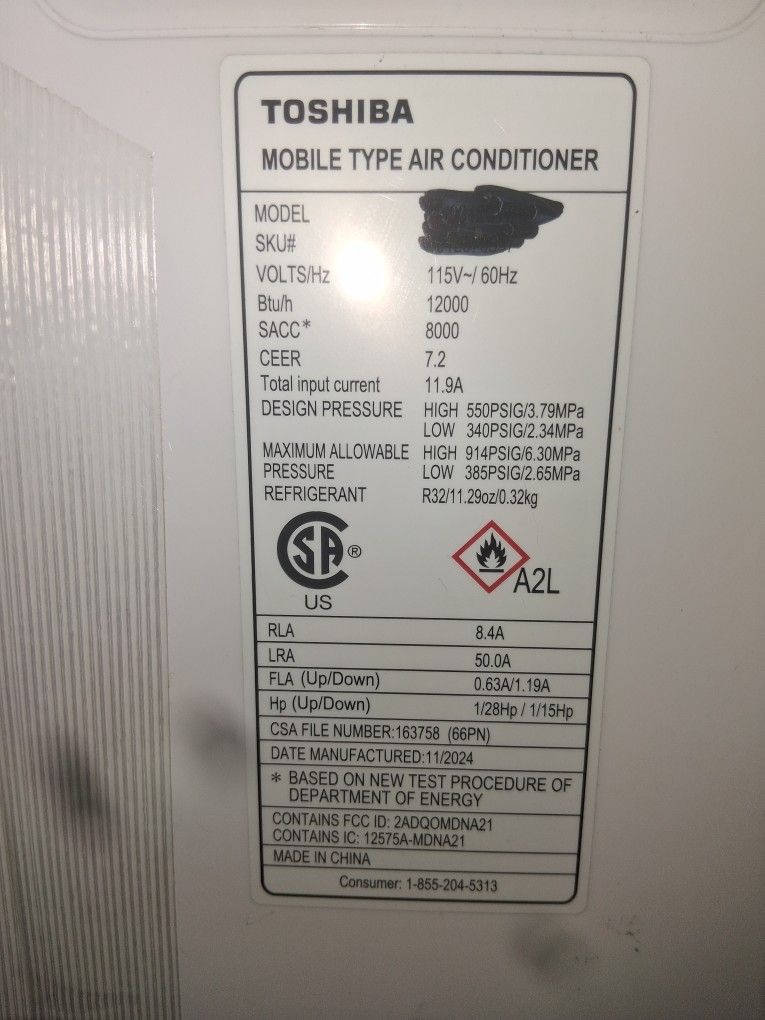 TOSHIBA
MOBILE TYPE AIR CONDITIONER
MODEL
SKU#
VOLTS/Hz 115V~/ 60Hz
Btu/h 12000
SACC* 8000
CEER 7.2
Total input current 11.9A
DESIGN PRESSURE HIGH 550PSIG/3.79MPa
LOW 340PSIG/2.34MPa
MAXIMUM ALLOWABLE HIGH 914PSIG/6.30MPa
PRESSURE LOW 385PSIG/2.65MPa
REFRIGERANT R32/11.29oz/0.32kg
SA ®
US
A2L
RLA 8.4A
LRA 50.0A
FLA (Up/Down) 0.63A/1.19A
Hp (Up/Down) 1/28Hp / 1/15Hp
CSA FILE NUMBER:163758 (66PN)
DATE MANUFACTURED:11/2024
* BASED ON NEW TEST PROCEDURE OF
DEPARTMENT OF ENERGY
CONTAINS FCC ID: 2ADQOMDNA21
CONTAINS IC: 12575A-MDNA21
MADE IN CHINA
Consumer: 1-855-204-5313